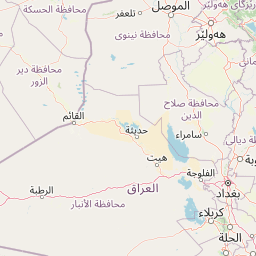 محافظة الحسكة
الموصل
تلعفر
هەولێر
محافظة نينوى
هەولێر
محافظة دير
الزور
محافظة صلاح
الدين
القائم
حديثة
سامراء
محافظة ديالى
هيت
الفلوجة
العراق
الرطبة
محافظة الأنبار
بغداد
كربلاء
الحلة